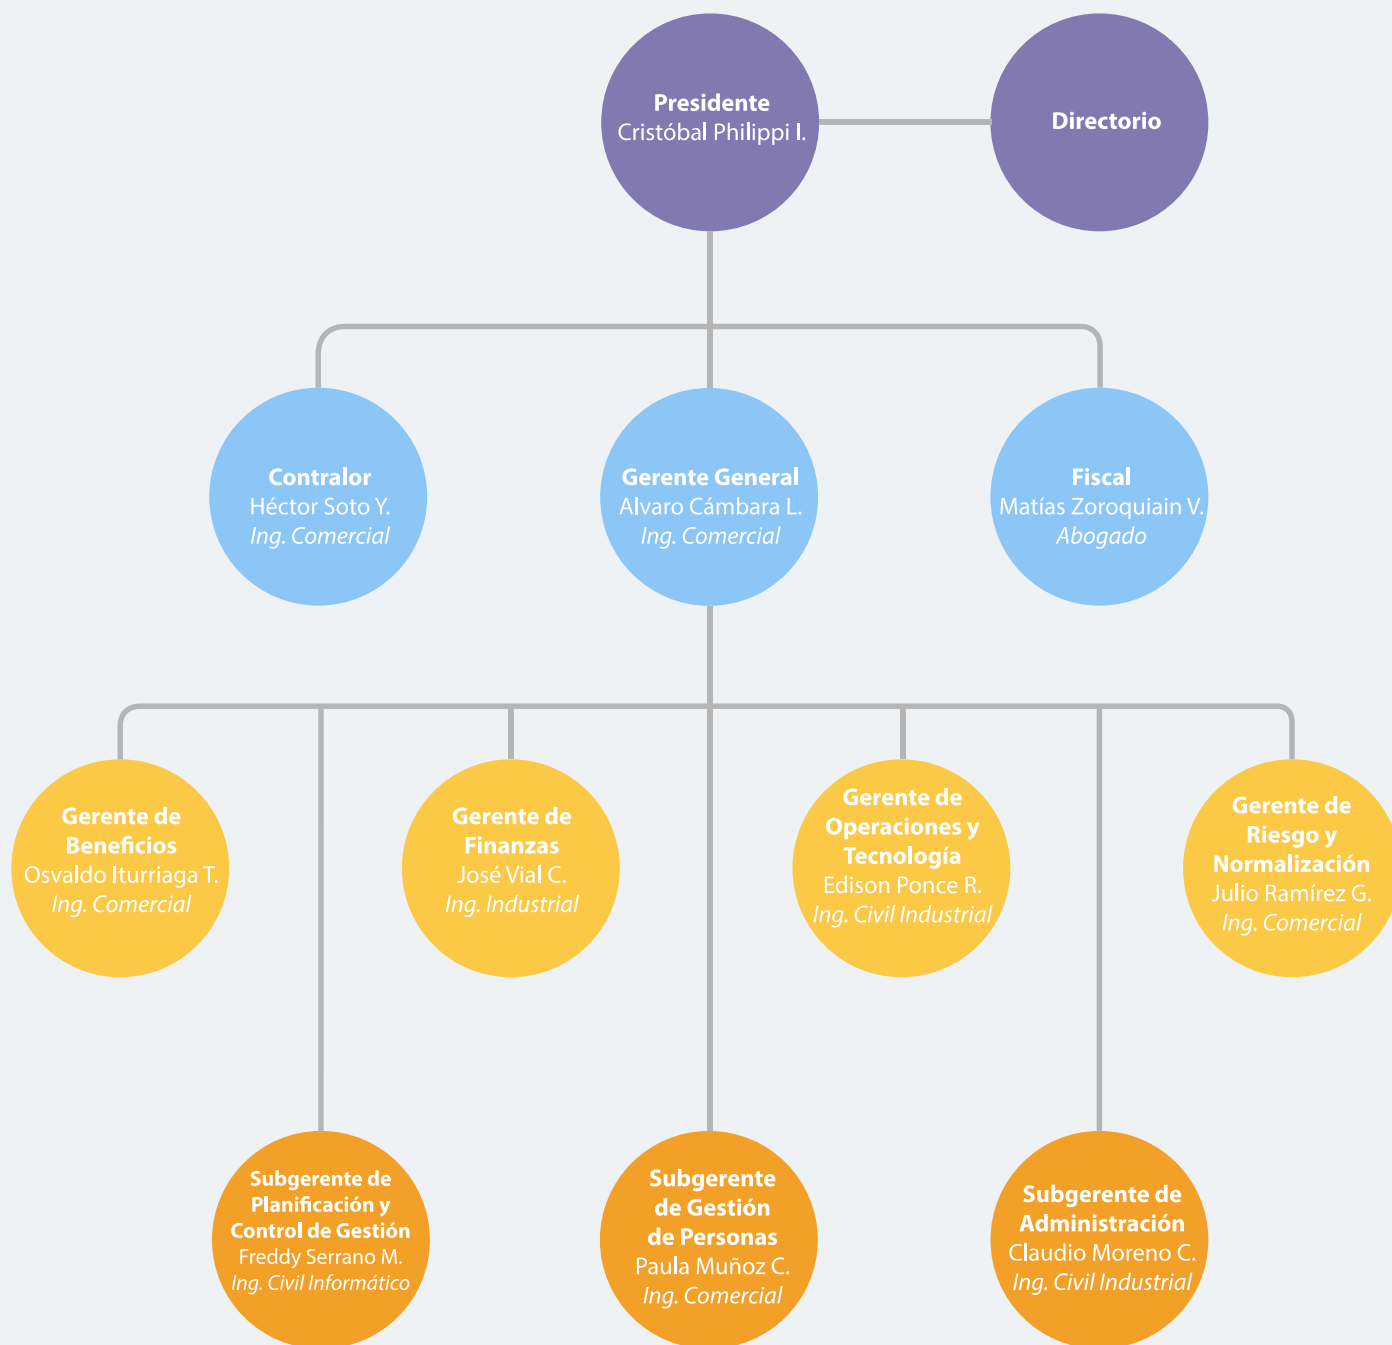 Presidente
Cristóbal Philippi I.
Directorio
Contralor
Héctor Soto Y.
Ing. Comercial
Gerente General
Alvaro Cámbara L.
Ing. Comercial
Fiscal
Matías Zoroquiain V.
Abogado
Gerente de
Beneficios
Osvaldo Iturriaga T.
Ing. Comercial
Gerente de
Finanzas
José Vial C.
Ing. Industrial
Gerente de
Operaciones y
Tecnología
Edison Ponce R.
Ing. Civil Industrial
Gerente de
Riesgo y
Normalización
Julio Ramírez G.
Ing. Comercial
Subgerente de
Planificación y
Control de Gestión
Freddy Serrano M.
Ing. Civil Informático
Subgerente
de Gestión
de Personas
Paula Muñoz C.
Ing. Comercial
Subgerente de
Administración
Claudio Moreno C.
Ing. Civil Industrial